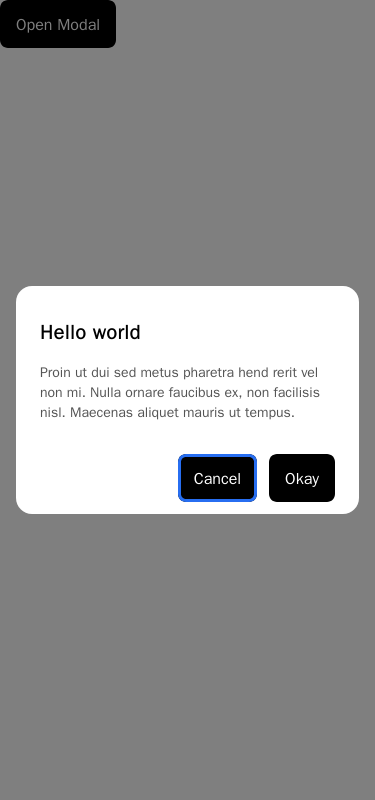 Open Modal
Hello world
Proin ut dui sed metus pharetra hend rerit vel
non mi. Nulla ornare faucibus ex, non facilisis
nisl. Maecenas aliquet mauris ut tempus.
Cancel
Okay